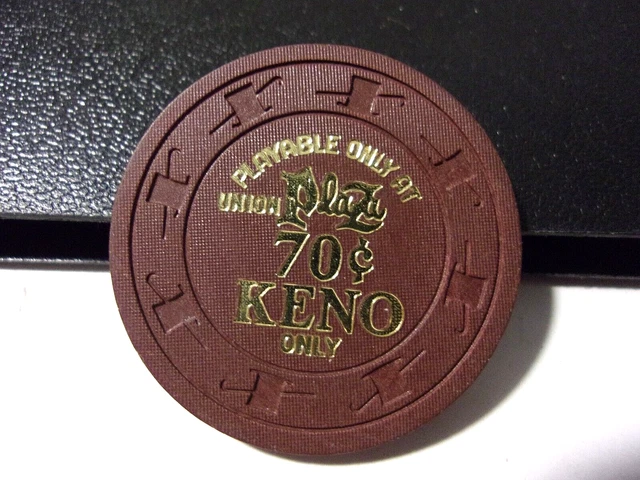 PLAYABLE ONLY AT
UNION Plaza
70¢
KENO
ONLY